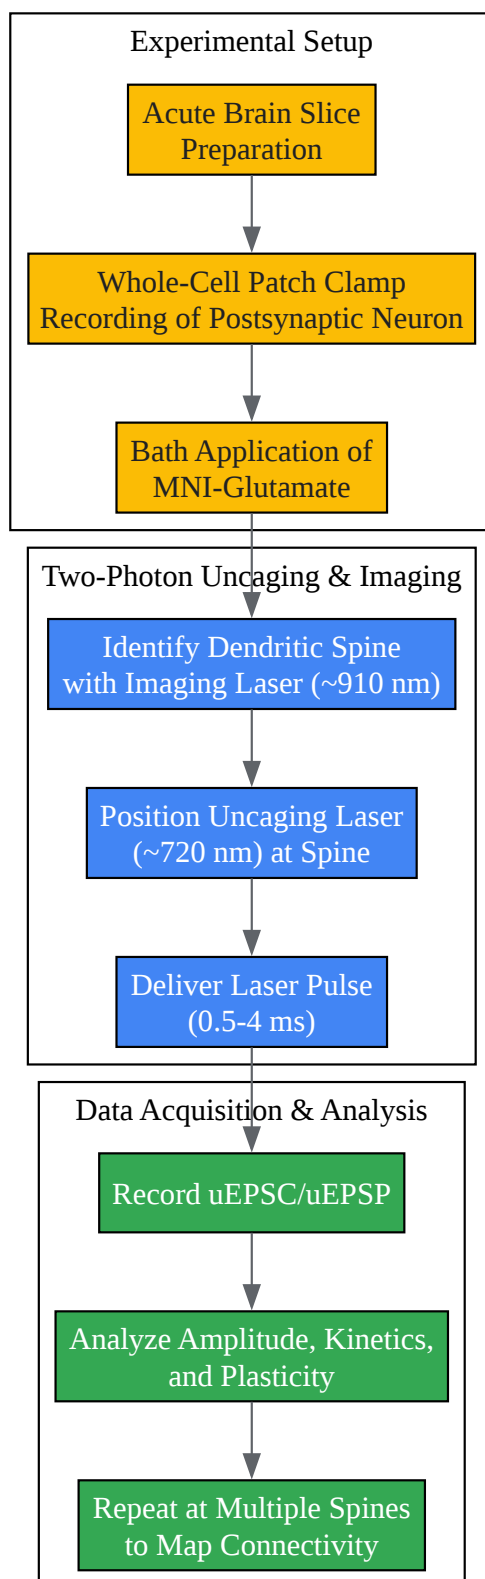 Experimental Setup
Acute Brain Slice
Preparation
Whole-Cell Patch Clamp
Recording of Postsynaptic Neuron
Bath Application of
MNI-Glutamate
Two-Photon Uncaging & Imaging
Identify Dendritic Spine
with Imaging Laser (~910 nm)
Position Uncaging Laser
(~720 nm) at Spine
Deliver Laser Pulse
(0.5-4 ms)
Data Acquisition & Analysis
Record uEPSC/uEPSP
Analyze Amplitude, Kinetics,
and Plasticity
Repeat at Multiple Spines
to Map Connectivity